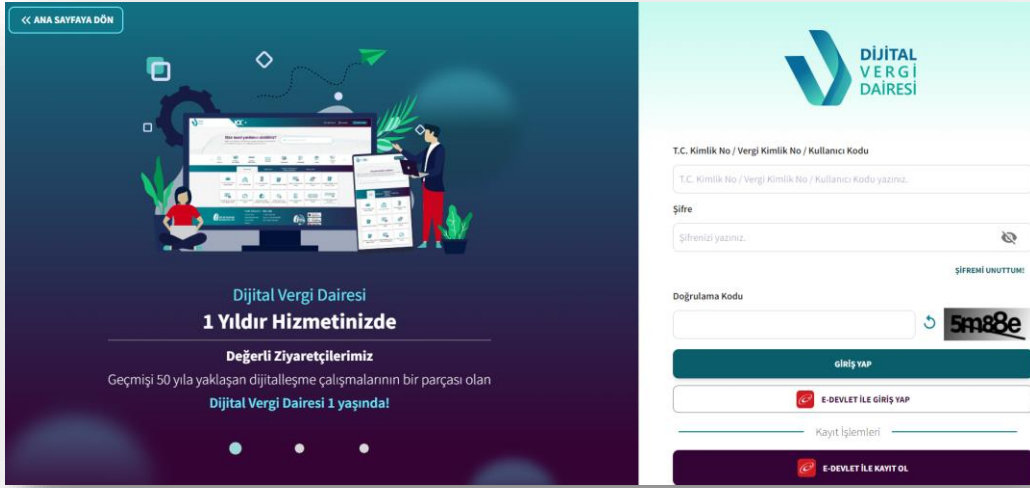 << ANA SAYFAYA DÖN
Dijital Vergi Dairesi
1 Yıldır Hizmetinizde
Değerli Ziyaretçilerimiz
Geçmişi 50 yıla yaklaşan dijitalleşme çalışmalarının bir parçası olan
Dijital Vergi Dairesi 1 yaşında!
DİJİTAL
VERGİ
DAİRESİ
T.C. Kimlik No / Vergi Kimlik No / Kullanıcı Kodu
T.C. Kimlik No / Vergi Kimlik No / Kullanıcı Kodu yazınız.
Şifre
Şifrenizi yazınız.
ŞİFREMİ UNUTTUM!
Doğrulama Kodu
5m88e
GİRİŞ YAP
E-DEVLET İLE GİRİŞ YAP
Kayıt İşlemleri
E-DEVLET İLE KAYIT OL